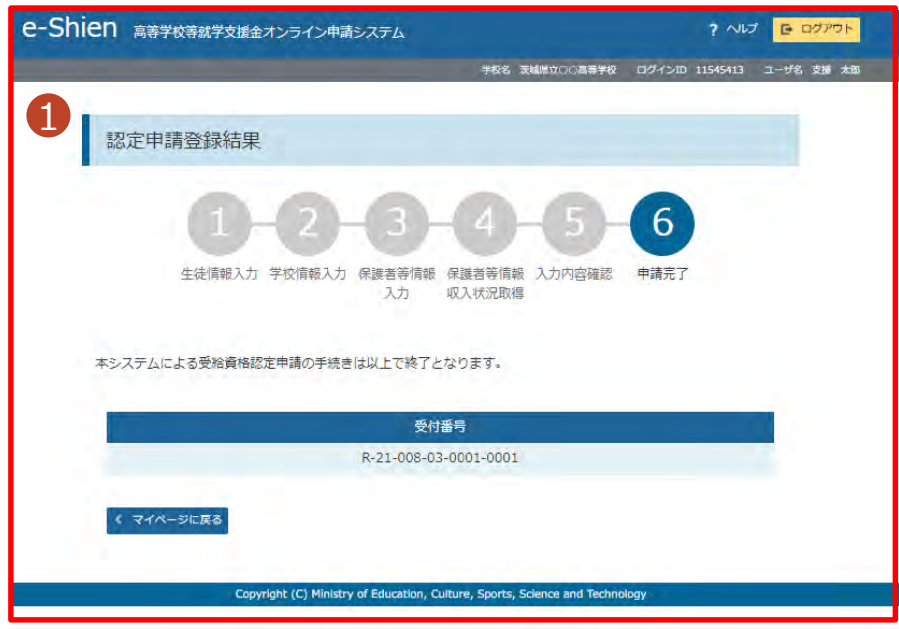 e-Shien 高等学校等就学支援金オンライン申請システム
? ヘルプ ログアウト
学校名 茨城県立〇〇高等学校 ログインID 11545413 ユーザ名 支援 太郎
1
認定申請登録結果
1 2 3 4 5 6
生徒情報入力 学校情報入力 保護者等情報 保護者等情報 入力内容確認 申請完了
入力 収入状況取得
本システムによる受給資格認定申請の手続きは以上で終了となります。
受付番号
R-21-008-03-0001-0001
マイページに戻る
Copyright (C) Ministry of Education, Culture, Sports, Science and Technology